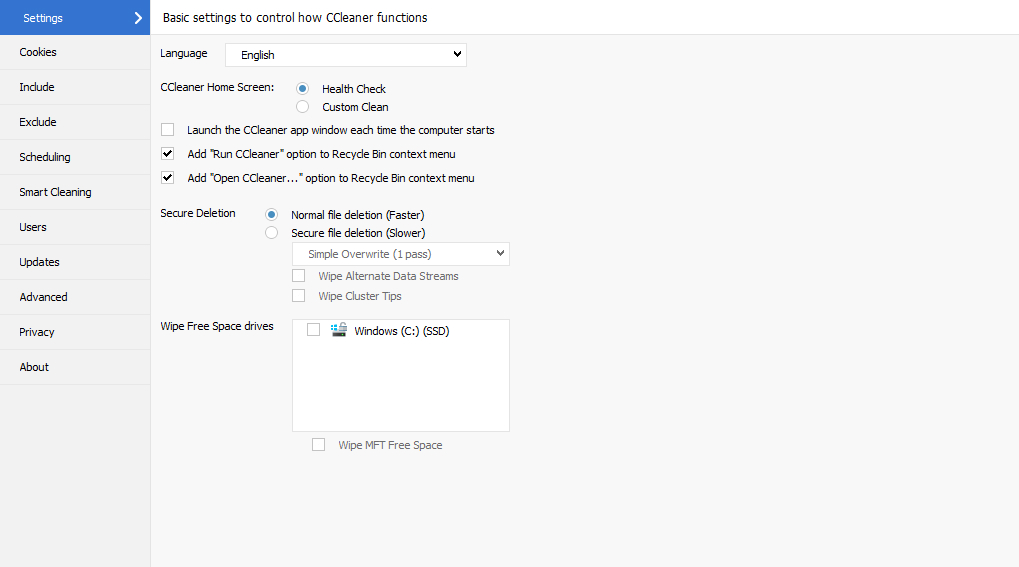 Settings
Basic settings to control how CCleaner functions
Cookies
Include
Exclude
Scheduling
Smart Cleaning
Users
Updates
Advanced
Privacy
About
Language
English
CCleaner Home Screen:
Health Check
Custom Clean
Launch the CCleaner app window each time the computer starts
Add "Run CCleaner" option to Recycle Bin context menu
Add "Open CCleaner..." option to Recycle Bin context menu
Secure Deletion
Normal file deletion (Faster)
Secure file deletion (Slower)
Simple Overwrite (1 pass)
Wipe Alternate Data Streams
Wipe Cluster Tips
Wipe Free Space drives
Windows (C:) (SSD)
Wipe MFT Free Space